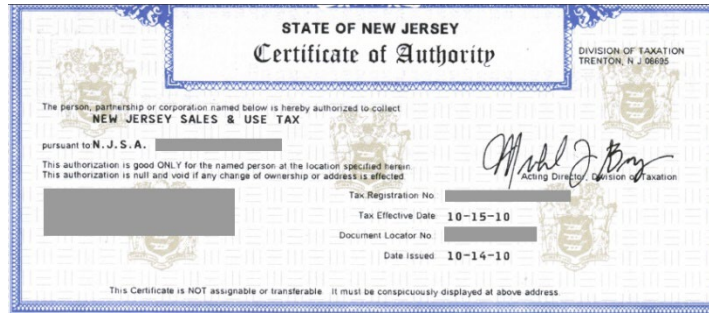 STATE OF NEW JERSEY
Certificate of Authority
DIVISION OF TAXATION
TRENTON, N J 08695
The person, partnership or corporation named below is hereby authorized to collect
NEW JERSEY SALES & USE TAX
pursuant to N.J.S.A.
This authorization is good ONLY for the named person at the location specified herein.
This authorization is null and void if any change of ownership or address is effected.
Acting Director, Division of Taxation
Tax Registration No.
Tax Effective Date 10-15-10
Document Locator No.
Date Issued 10-14-10
This Certificate is NOT assignable or transferable It must be conspicuously displayed at above address.